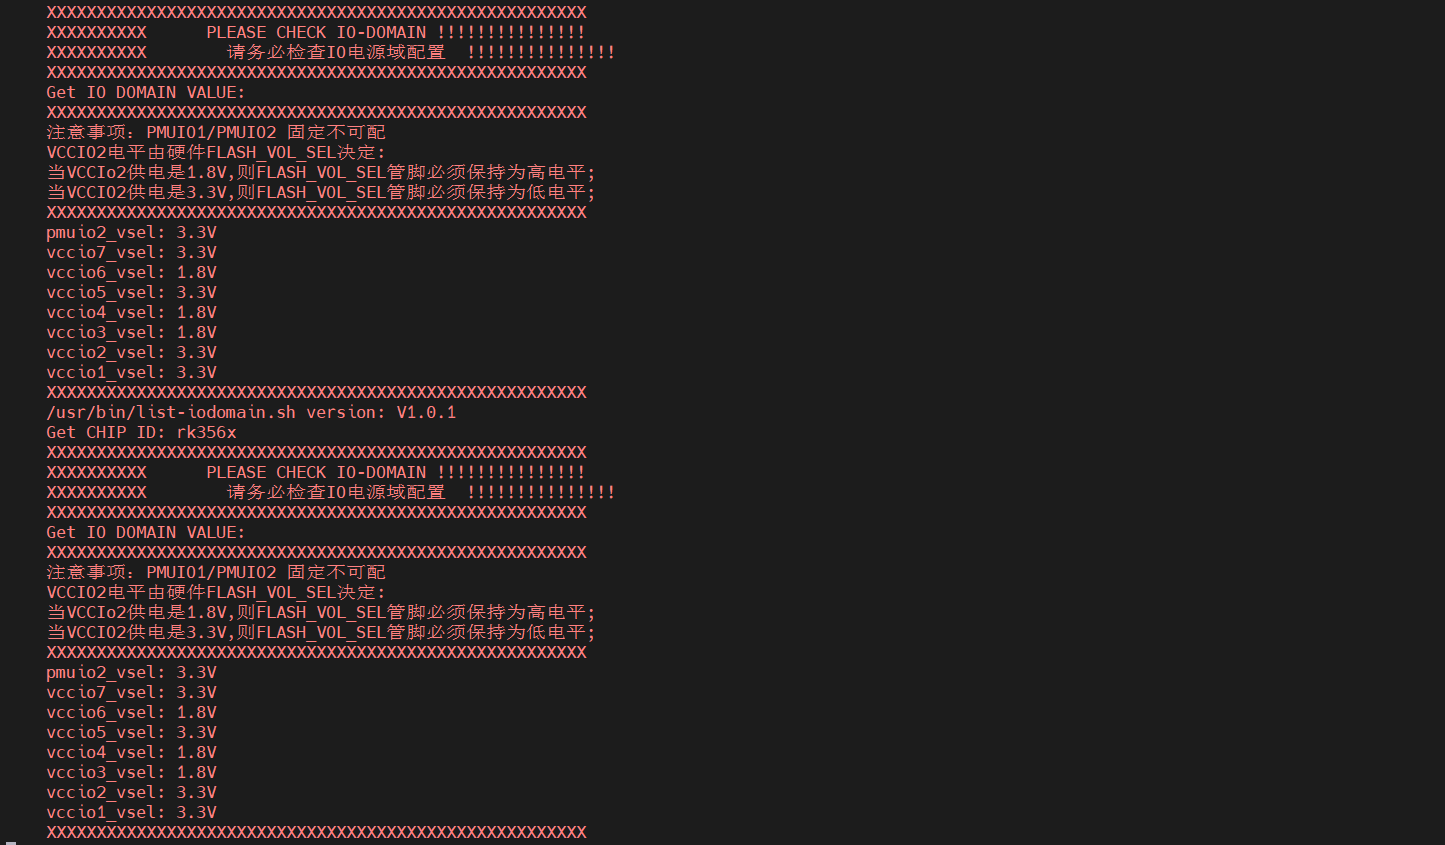 XXXXXXXXXXXXXXXXXXXXXXXXXXXXXXXXXXXXXXXXXXXXXXXXXXXXXX
XXXXXXXXXX      PLEASE CHECK IO-DOMAIN !!!!!!!!!!!!!!!
XXXXXXXXXX        请务必检查IO电源域配置  !!!!!!!!!!!!!!!
XXXXXXXXXXXXXXXXXXXXXXXXXXXXXXXXXXXXXXXXXXXXXXXXXXXXXX
Get IO DOMAIN VALUE:
XXXXXXXXXXXXXXXXXXXXXXXXXXXXXXXXXXXXXXXXXXXXXXXXXXXXXX
注意事项：PMUIO1/PMUIO2 固定不可配
VCCIO2电平由硬件FLASH_VOL_SEL决定:
当VCCIo2供电是1.8V,则FLASH_VOL_SEL管脚必须保持为高电平;
当VCCIO2供电是3.3V,则FLASH_VOL_SEL管脚必须保持为低电平;
XXXXXXXXXXXXXXXXXXXXXXXXXXXXXXXXXXXXXXXXXXXXXXXXXXXXXX
pmuio2_vsel: 3.3V
vccio7_vsel: 3.3V
vccio6_vsel: 1.8V
vccio5_vsel: 3.3V
vccio4_vsel: 1.8V
vccio3_vsel: 1.8V
vccio2_vsel: 3.3V
vccio1_vsel: 3.3V
XXXXXXXXXXXXXXXXXXXXXXXXXXXXXXXXXXXXXXXXXXXXXXXXXXXXXX
/usr/bin/list-iodomain.sh version: V1.0.1
Get CHIP ID: rk356x
XXXXXXXXXXXXXXXXXXXXXXXXXXXXXXXXXXXXXXXXXXXXXXXXXXXXXX
XXXXXXXXXX      PLEASE CHECK IO-DOMAIN !!!!!!!!!!!!!!!
XXXXXXXXXX        请务必检查IO电源域配置  !!!!!!!!!!!!!!!
XXXXXXXXXXXXXXXXXXXXXXXXXXXXXXXXXXXXXXXXXXXXXXXXXXXXXX
Get IO DOMAIN VALUE:
XXXXXXXXXXXXXXXXXXXXXXXXXXXXXXXXXXXXXXXXXXXXXXXXXXXXXX
注意事项：PMUIO1/PMUIO2 固定不可配
VCCIO2电平由硬件FLASH_VOL_SEL决定:
当VCCIo2供电是1.8V,则FLASH_VOL_SEL管脚必须保持为高电平;
当VCCIO2供电是3.3V,则FLASH_VOL_SEL管脚必须保持为低电平;
XXXXXXXXXXXXXXXXXXXXXXXXXXXXXXXXXXXXXXXXXXXXXXXXXXXXXX
pmuio2_vsel: 3.3V
vccio7_vsel: 3.3V
vccio6_vsel: 1.8V
vccio5_vsel: 3.3V
vccio4_vsel: 1.8V
vccio3_vsel: 1.8V
vccio2_vsel: 3.3V
vccio1_vsel: 3.3V
XXXXXXXXXXXXXXXXXXXXXXXXXXXXXXXXXXXXXXXXXXXXXXXXXXXXXX